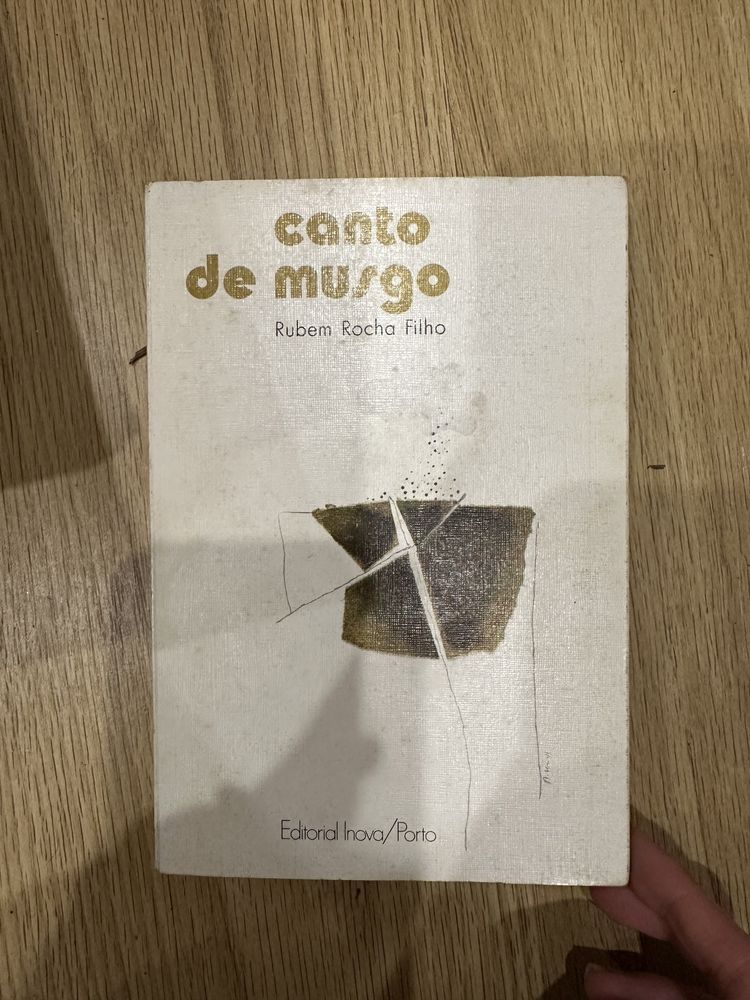 canto
de musgo
Rubem Rocha Filho
Editorial Inova/Porto